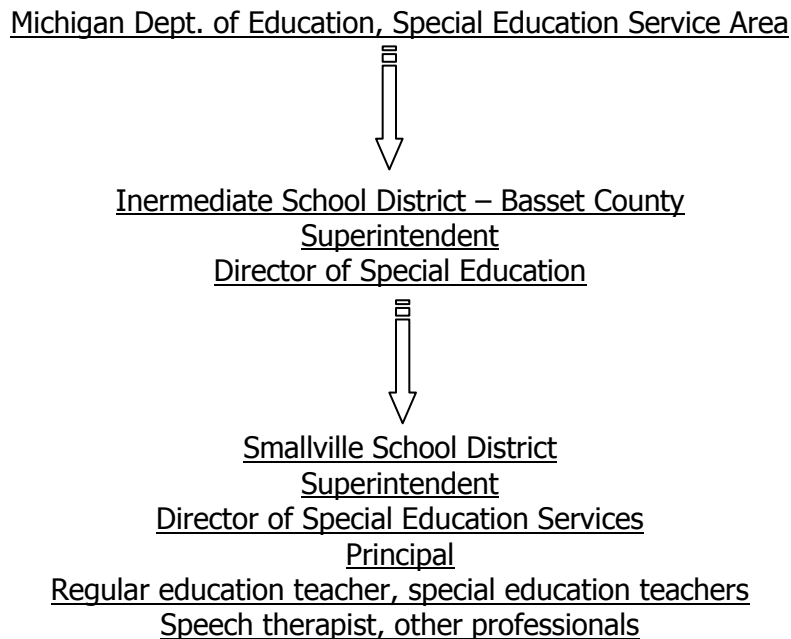 Michigan Dept. of Education, Special Education Service Area
Inermediate School District – Basset County
Superintendent
Director of Special Education
Smallville School District
Superintendent
Director of Special Education Services
Principal
Regular education teacher, special education teachers
Speech therapist, other professionals